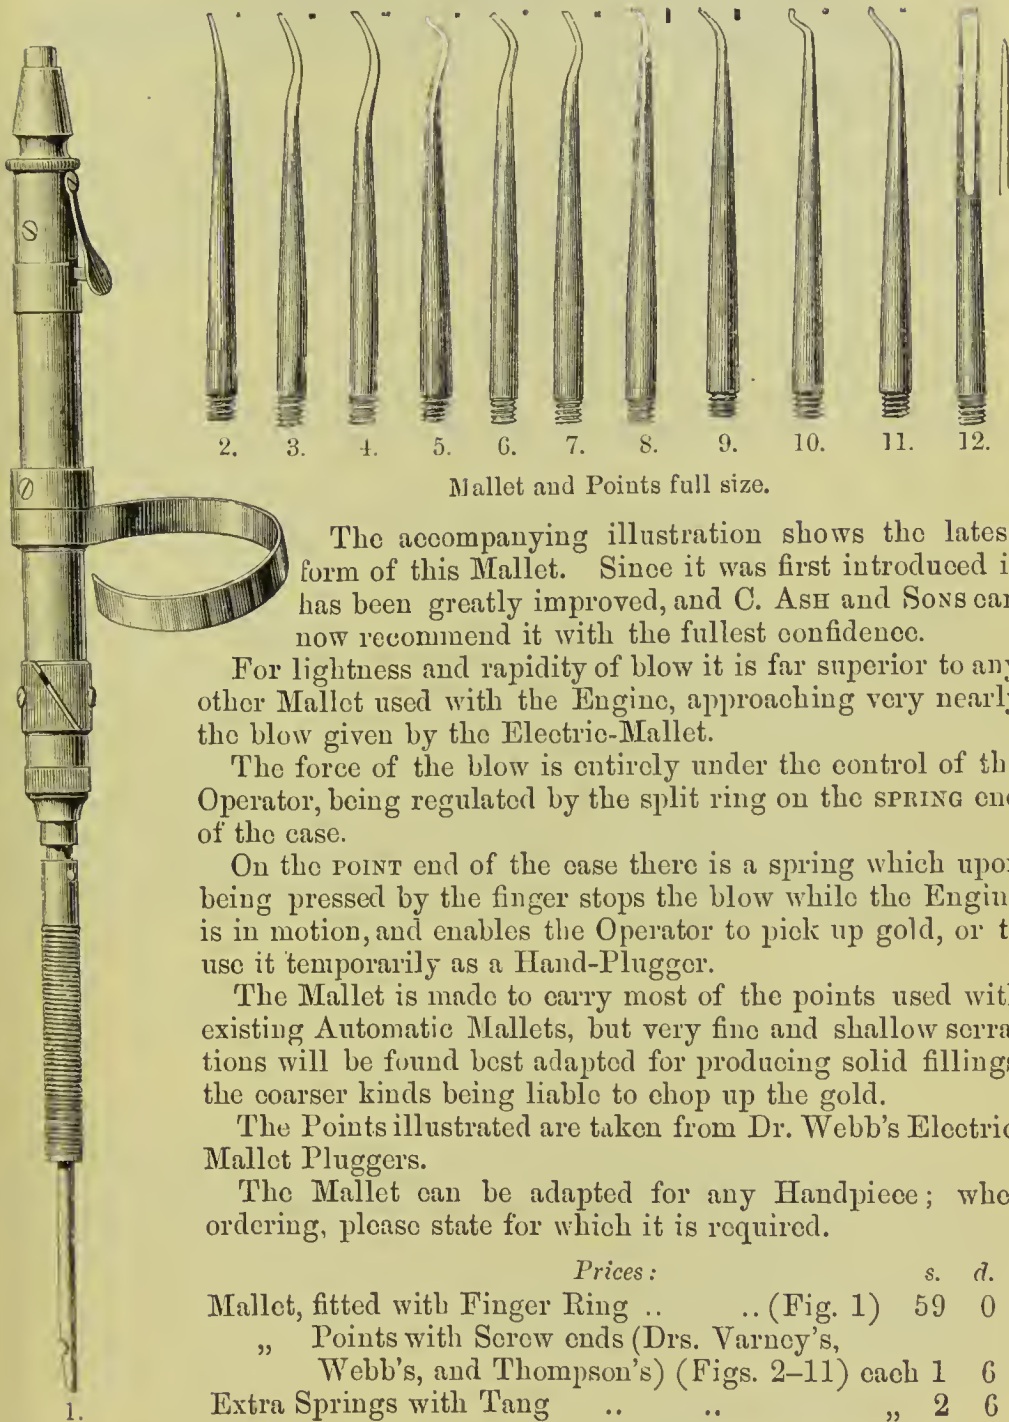 2. 3. 4. 5. 6. 7. 8. 9. 10. 11. 12.
Mallet and Points full size.
The accompanying illustration shows the lates
form of this Mallet. Since it was first introduced i
has been greatly improved, and C. ASH and SONS can
now recommend it with the fullest confidence.
For lightness and rapidity of blow it is far superior to any
other Mallet used with the Engine, approaching very nearly
the blow given by the Electric-Mallet.
The force of the blow is entirely under the control of th
Operator, being regulated by the split ring on the SPRING end
of the case.
On the POINT end of the case there is a spring which upon
being pressed by the finger stops the blow while the Engin
is in motion, and enables the Operator to pick up gold, or t
use it temporarily as a Hand-Plugger.
The Mallet is made to carry most of the points used with
existing Automatic Mallets, but very fine and shallow serra-
tions will be found best adapted for producing solid fillings
the coarser kinds being liable to chop up the gold.
The Points illustrated are taken from Dr. Webb's Electric
Mallet Pluggers.
The Mallet can be adapted for any Handpiece; whe
ordering, please state for which it is required.
Prices: s. d.
Mallet, fitted with Finger Ring .. .. (Fig. 1) 59 0
„ Points with Screw ends (Drs. Varney's,
Webb's, and Thompson's) (Figs. 2–11) each 1 6
Extra Springs with Tang .. .. „ 2 6
1.